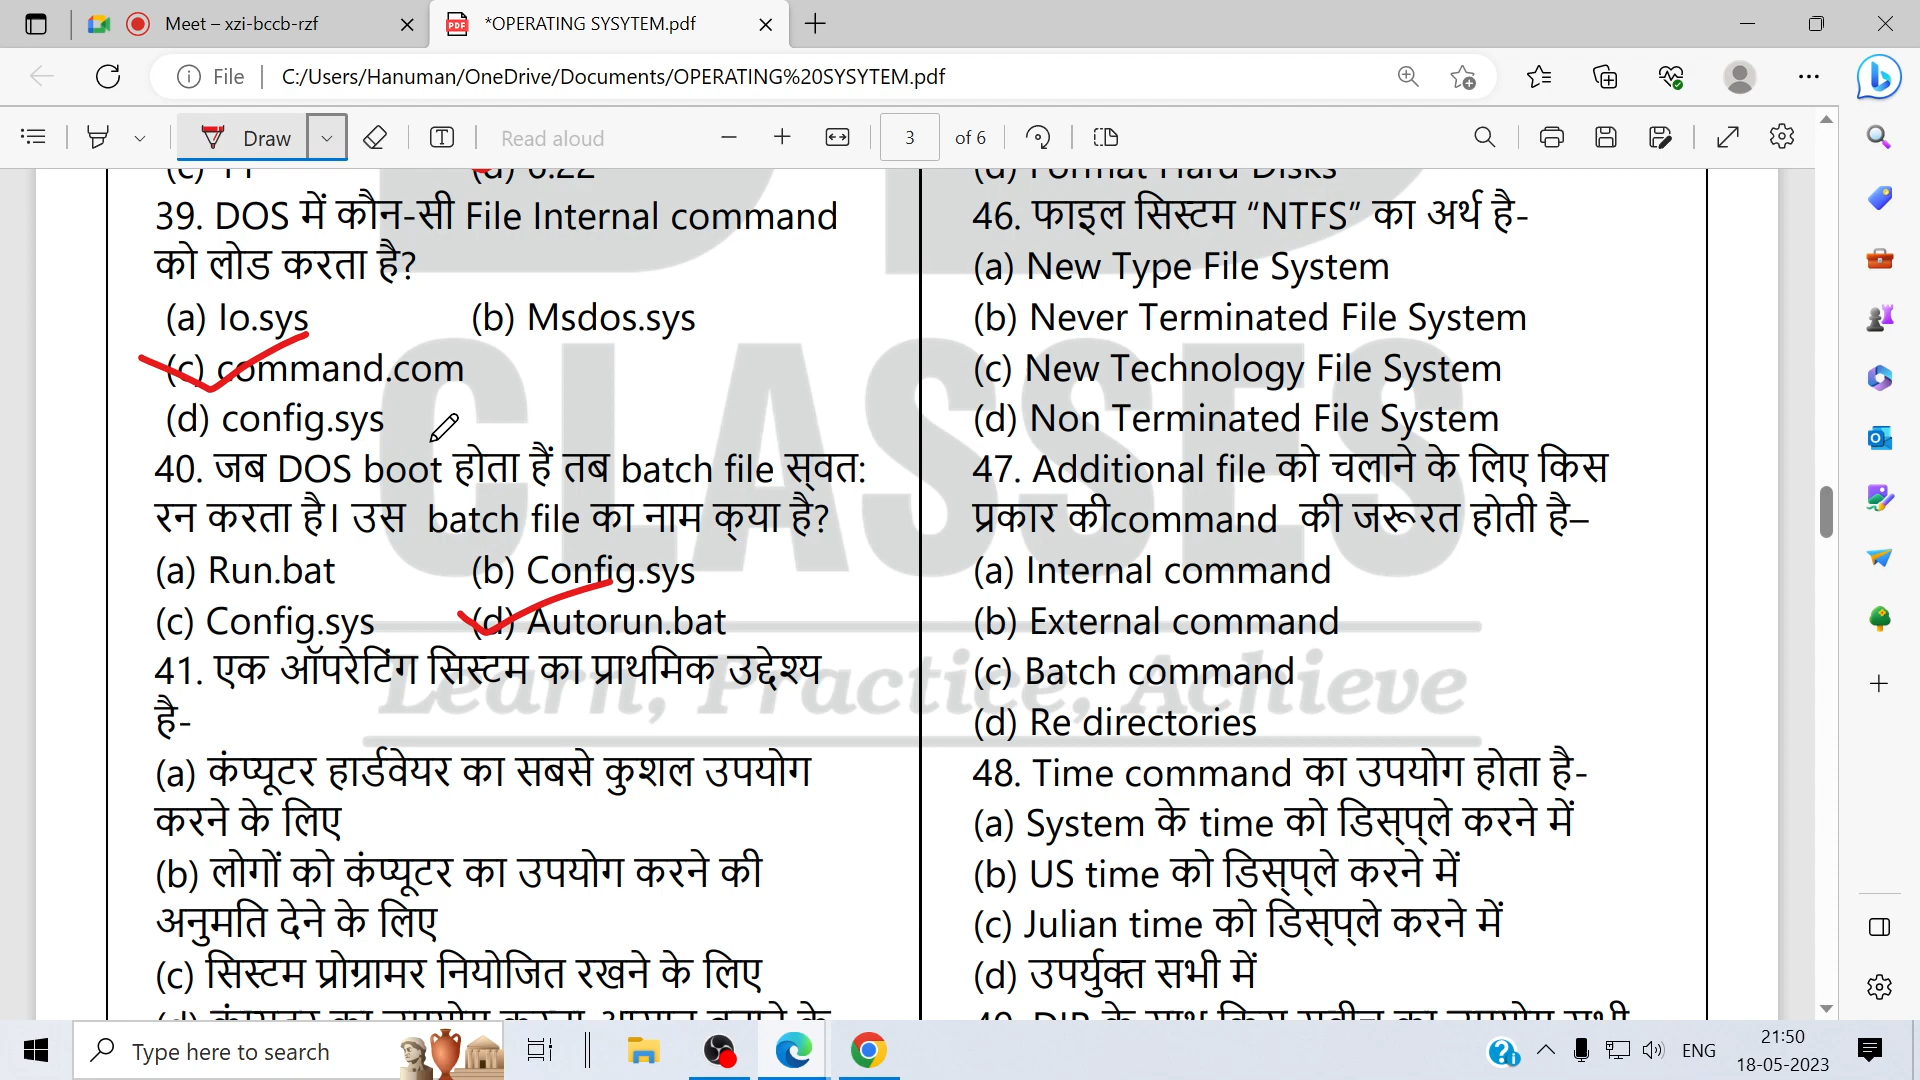 Meet – xzi-bccb-rzf
*OPERATING SYSYTEM.pdf
File
C:/Users/Hanuman/OneDrive/Documents/OPERATING%20SYSYTEM.pdf
Draw
Read aloud
3 of 6
(c) 11 (d) 6.22
39. DOS में कौन-सी File Internal command
को लोड करता है?
(a) Io.sys (b) Msdos.sys
(c) command.com
(d) config.sys
40. जब DOS boot होता हैं तब batch file स्वत:
रन करता है। उस batch file का नाम क्या है?
(a) Run.bat (b) Config.sys
(c) Config.sys (d) Autorun.bat
41. एक ऑपरेटिंग सिस्टम का प्राथमिक उद्देश्य
है-
(a) कंप्यूटर हार्डवेयर का सबसे कुशल उपयोग
करने के लिए
(b) लोगों को कंप्यूटर का उपयोग करने की
अनुमति देने के लिए
(c) सिस्टम प्रोग्रामर नियोजित रखने के लिए
(d) Format Hard Disks
46. फाइल सिस्टम “NTFS” का अर्थ है-
(a) New Type File System
(b) Never Terminated File System
(c) New Technology File System
(d) Non Terminated File System
47. Additional file को चलाने के लिए किस
प्रकार कीcommand की जरूरत होती है–
(a) Internal command
(b) External command
(c) Batch command
(d) Re directories
48. Time command का उपयोग होता है-
(a) System के time को डिस्प्ले करने में
(b) US time को डिस्प्ले करने में
(c) Julian time को डिस्प्ले करने में
(d) उपर्युक्त सभी में
CLASSES
Learn, Practice, Achieve
Type here to search
ENG
21:50
18-05-2023